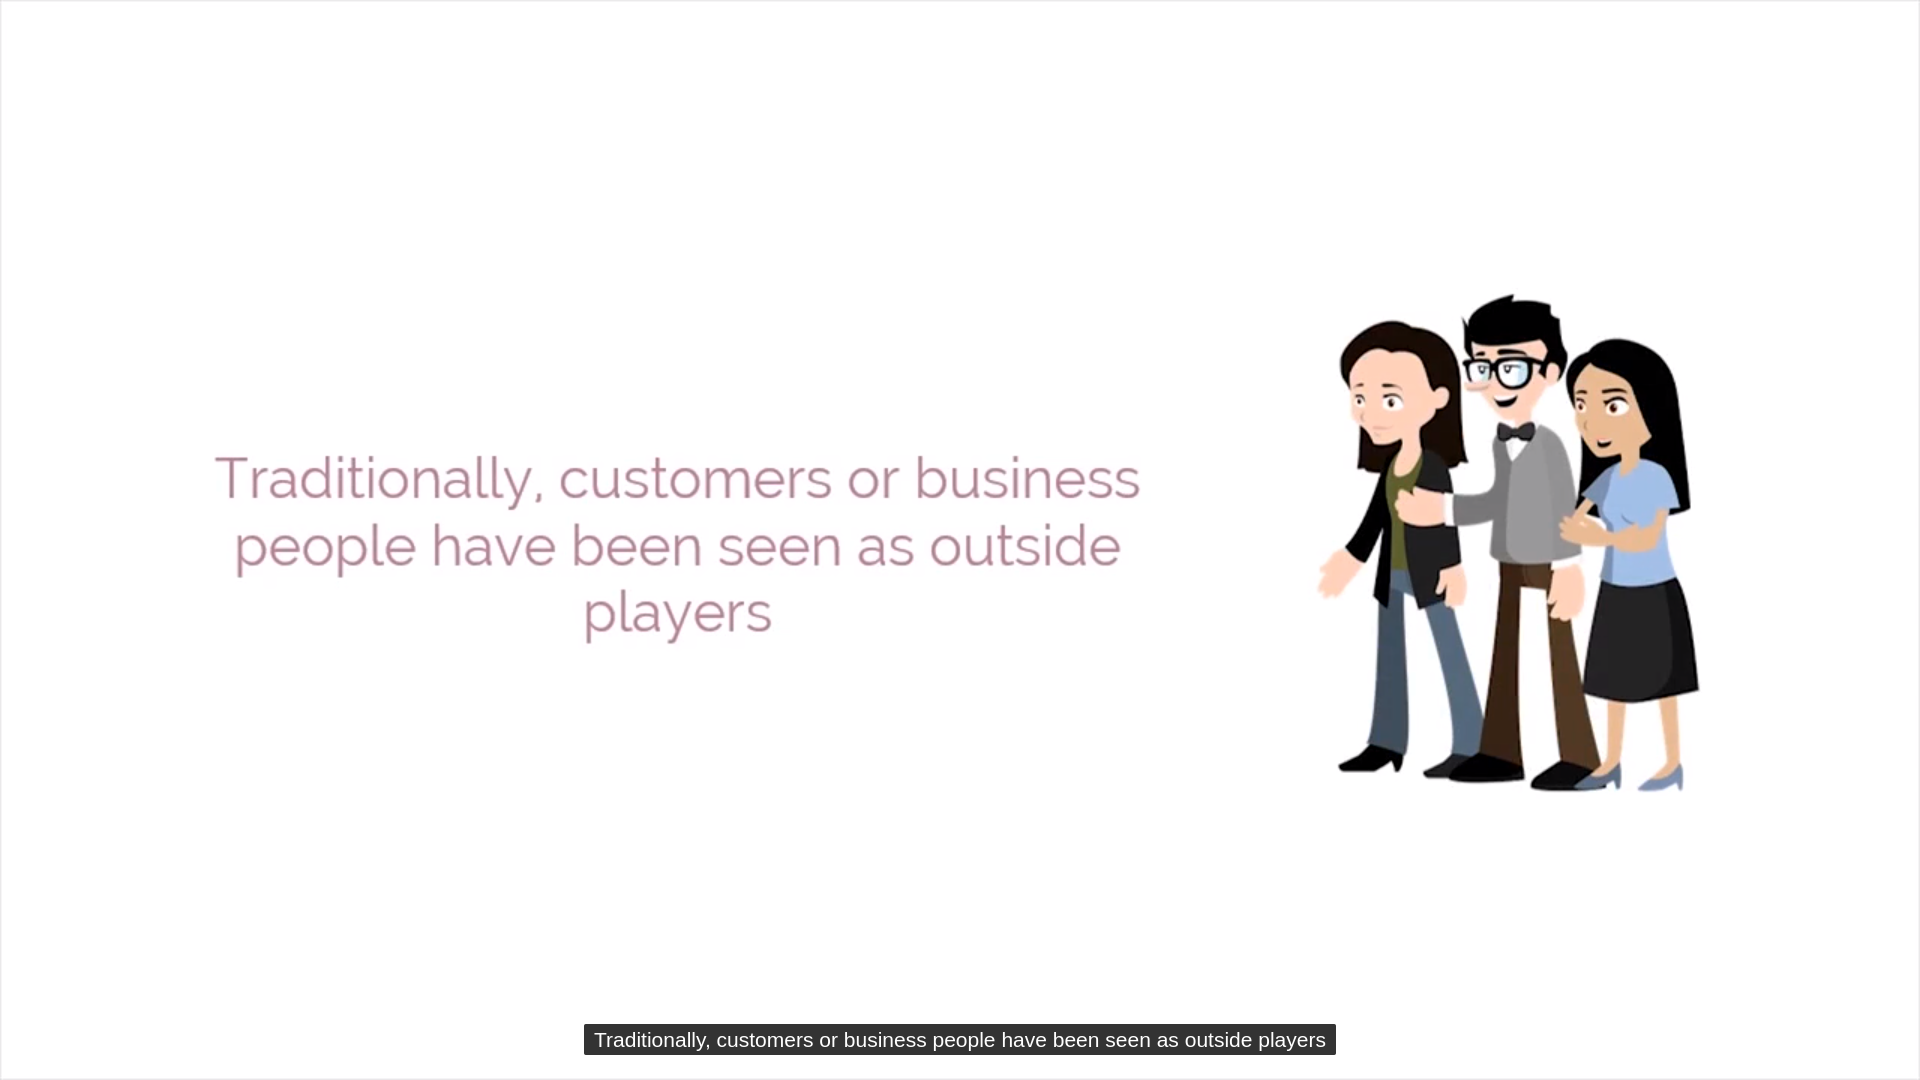 Traditionally, customers or business
people have been seen as outside
players
Traditionally, customers or business people have been seen as outside players